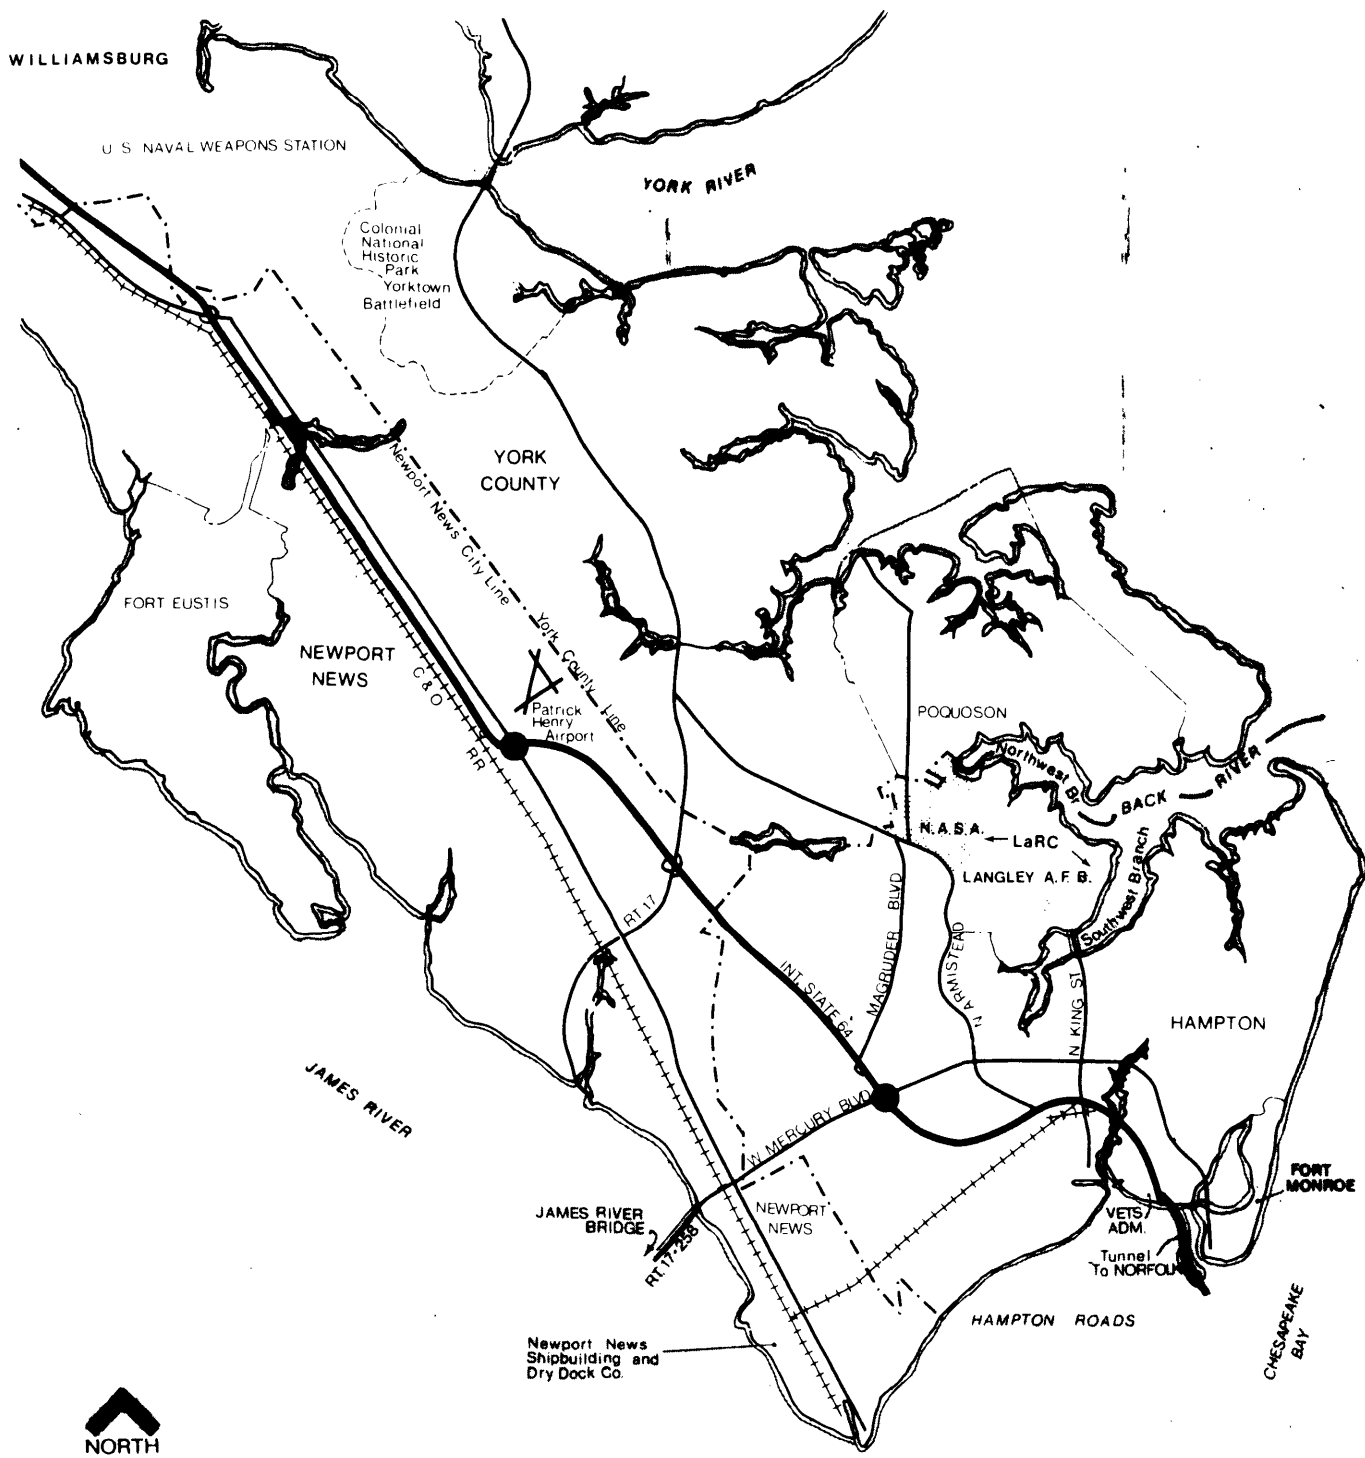 WILLIAMSBURG
U S NAVAL WEAPONS STATION
YORK RIVER
Colonial
National
Historic
Park
Yorktown
Battlefield
YORK
COUNTY
Newport News City Line
York County Line
FORT EUSTIS
NEWPORT
NEWS
C & O
RR
Patrick
Henry
Airport
POQUOSON
Northwest Br
BACK
RIVER
N.A.S.A.
LaRC
LANGLEY A.F.B.
Southwest Branch
RT. 17
MAGRUDER BLVD
N ARMISTEAD
INT. STATE 64
N KING ST
HAMPTON
JAMES RIVER
W MERCURY BLVD
FORT
MONROE
JAMES RIVER
BRIDGE
NEWPORT
NEWS
VETS
ADM.
RT. 17-258
Tunnel
To NORFOLK
HAMPTON ROADS
CHESAPEAKE
BAY
Newport News
Shipbuilding and
Dry Dock Co.
NORTH